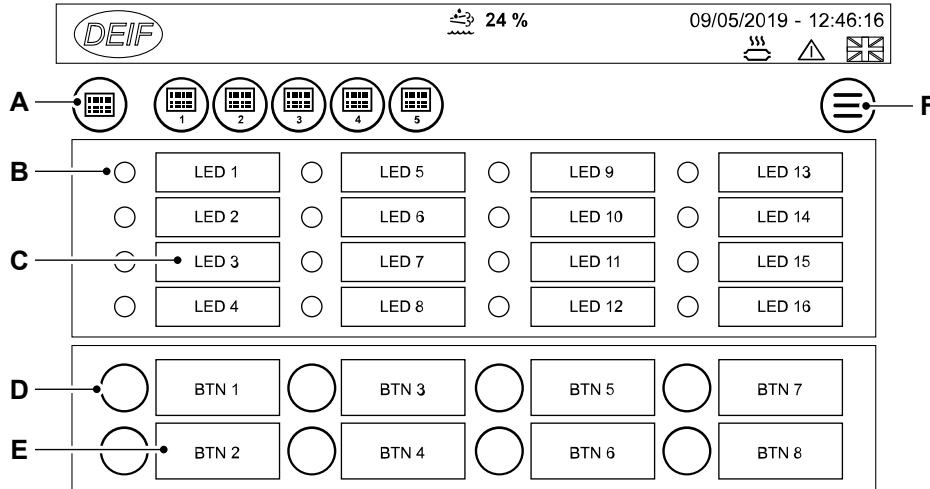 DEIF 24 % 09/05/2019 - 12:46:16
A F
1 2 3 4 5
B LED 1 LED 5 LED 9 LED 13
LED 2 LED 6 LED 10 LED 14
C LED 3 LED 7 LED 11 LED 15
LED 4 LED 8 LED 12 LED 16
D BTN 1 BTN 3 BTN 5 BTN 7
E BTN 2 BTN 4 BTN 6 BTN 8